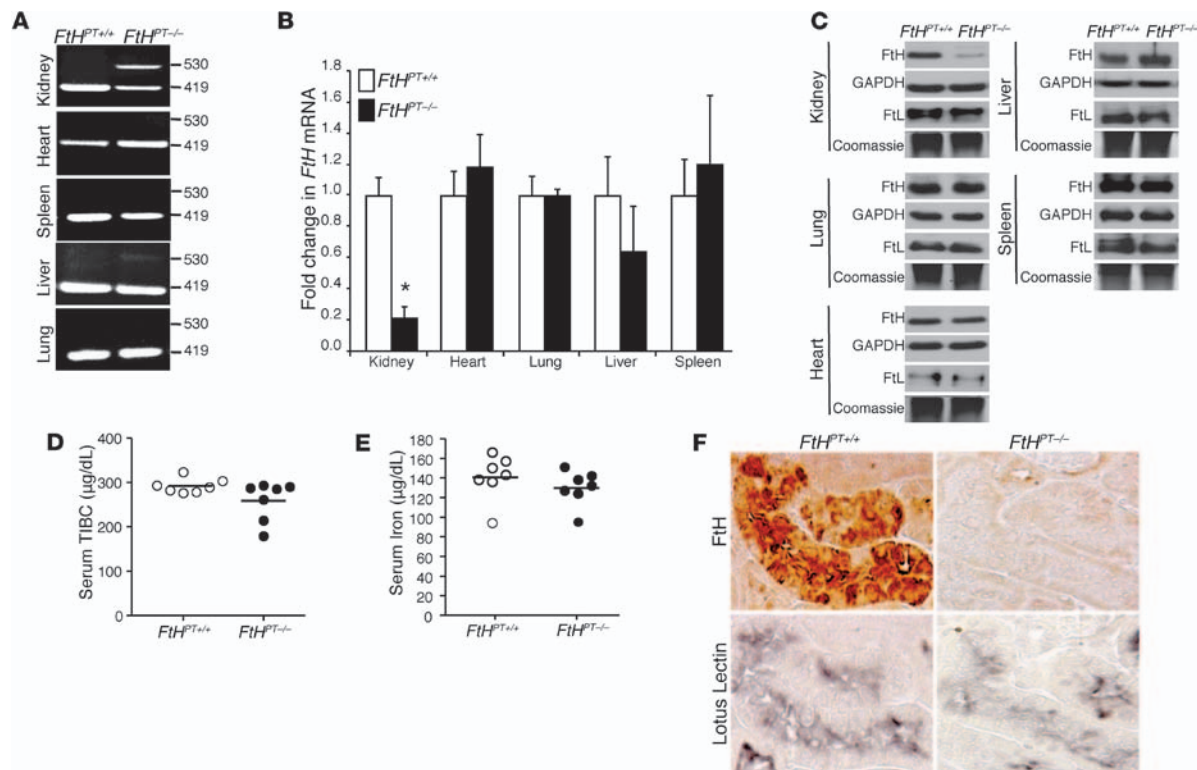 A
FtH^PT+/+ FtH^PT–/–
Kidney
530
419
Heart
530
419
Spleen
530
419
Liver
530
419
Lung
530
419
B
Fold change in FtH mRNA
1.8
1.6
1.4
1.2
1.0
0.8
0.6
0.4
0.2
0.0
FtH^PT+/+
FtH^PT–/–
*
Kidney Heart Lung Liver Spleen
C
FtH^PT+/+ FtH^PT–/–
Kidney
FtH
GAPDH
FtL
Coomassie
Lung
FtH
GAPDH
FtL
Coomassie
Heart
FtH
GAPDH
FtL
Coomassie
FtH^PT+/+ FtH^PT–/–
Liver
FtH
GAPDH
FtL
Coomassie
Spleen
FtH
GAPDH
FtL
Coomassie
D
Serum TIBC (µg/dL)
400
300
200
100
0
FtH^PT+/+ FtH^PT–/–
E
Serum Iron (µg/dL)
180
160
140
120
100
80
60
40
20
0
FtH^PT+/+ FtH^PT–/–
F
FtH^PT+/+ FtH^PT–/–
FtH
Lotus Lectin